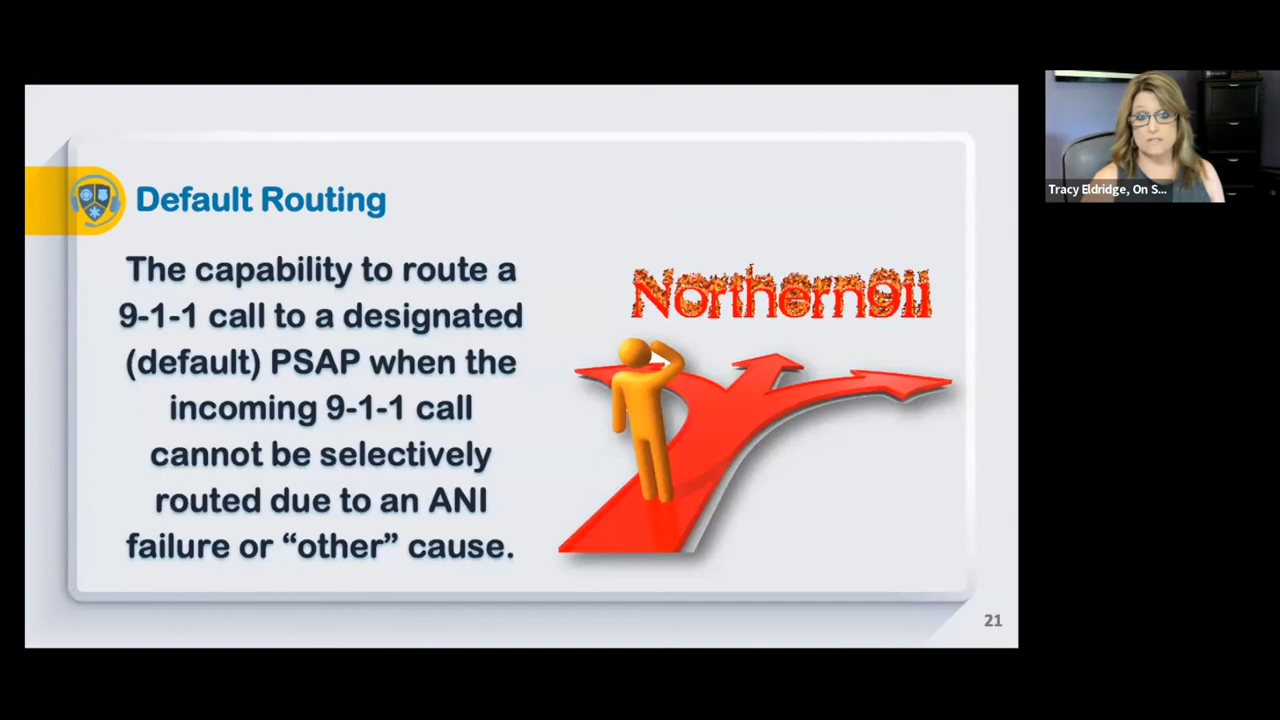 Default Routing
The capability to route a
9-1-1 call to a designated
(default) PSAP when the
incoming 9-1-1 call
cannot be selectively
routed due to an ANI
failure or “other” cause.
Northern911
21
Tracy Eldridge, On S...